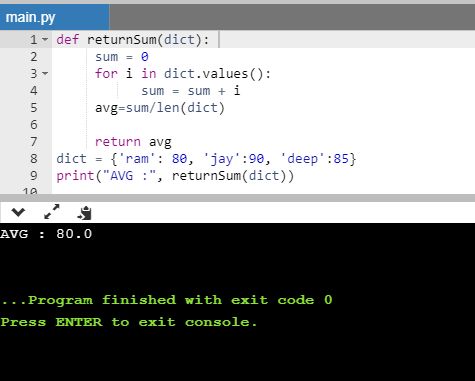 main.py
1 def returnSum(dict):
2 sum = 0
3 for i in dict.values():
4 sum = sum + i
5 avg=sum/len(dict)
6
7 return avg
8 dict = {'ram': 80, 'jay':90, 'deep':85}
9 print("AVG :", returnSum(dict))
10
AVG : 80.0
...Program finished with exit code 0
Press ENTER to exit console.